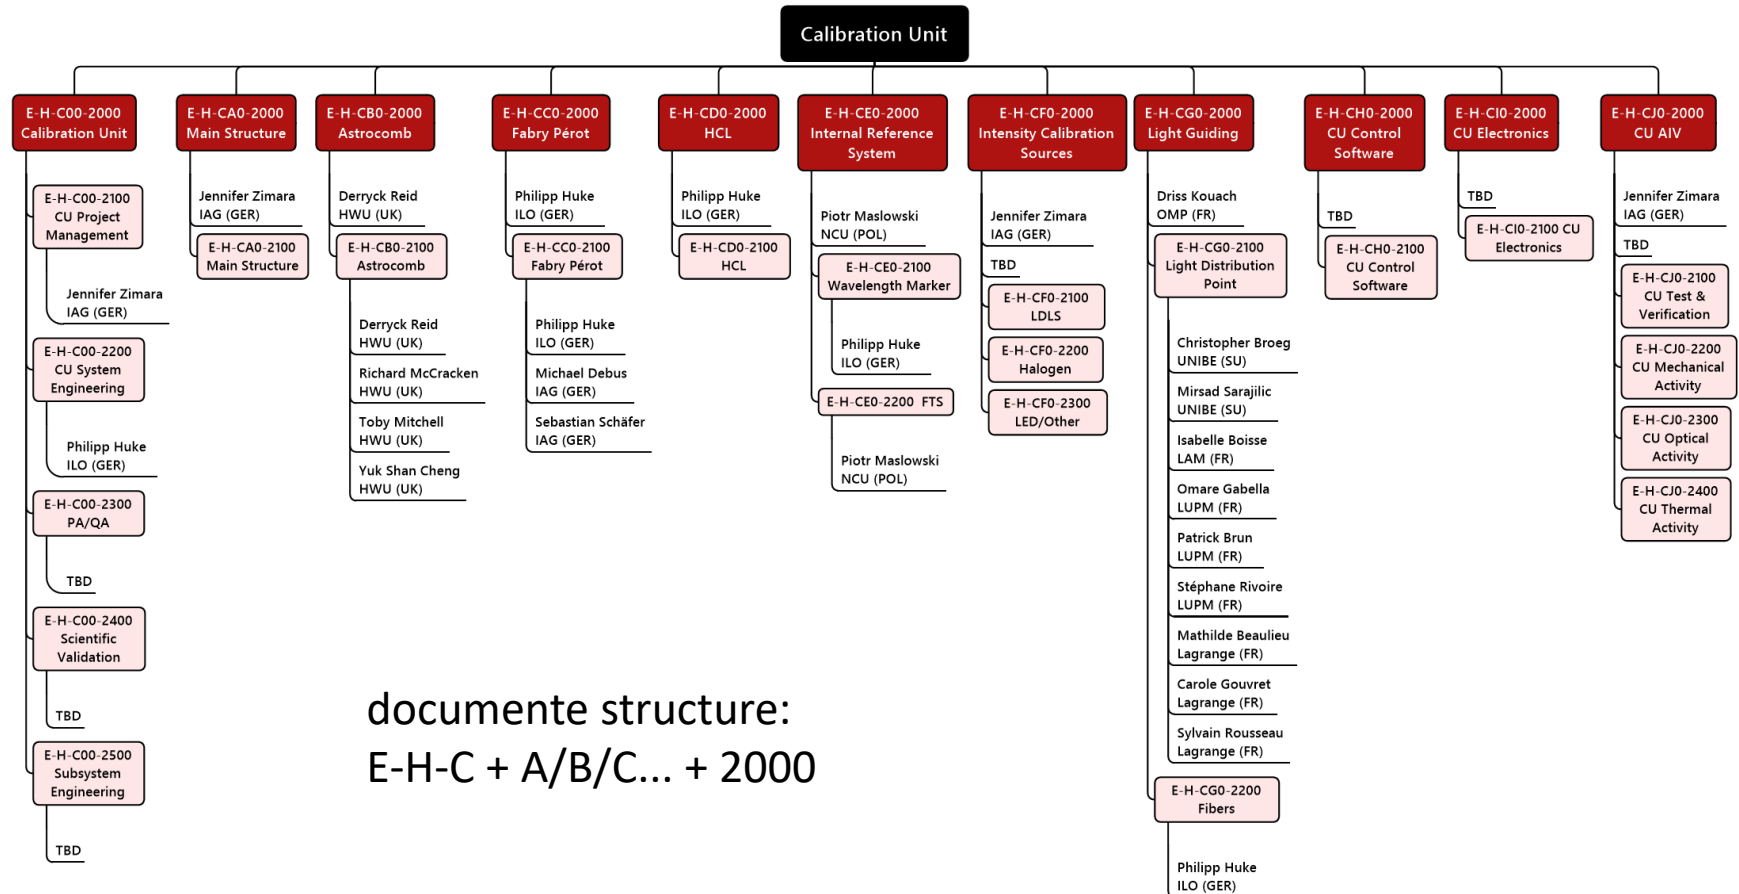 Calibration Unit
E-H-C00-2000
Calibration Unit
E-H-C00-2100
CU Project
Management
Jennifer Zimara
IAG (GER)
E-H-C00-2200
CU System
Engineering
Philipp Huke
ILO (GER)
E-H-C00-2300
PA/QA
TBD
E-H-C00-2400
Scientific
Validation
TBD
E-H-C00-2500
Subsystem
Engineering
TBD
E-H-CA0-2000
Main Structure
Jennifer Zimara
IAG (GER)
E-H-CA0-2100
Main Structure
E-H-CB0-2000
Astrocomb
Derryck Reid
HWU (UK)
E-H-CB0-2100
Astrocomb
Derryck Reid
HWU (UK)
Richard McCracken
HWU (UK)
Toby Mitchell
HWU (UK)
Yuk Shan Cheng
HWU (UK)
E-H-CC0-2000
Fabry Pérot
Philipp Huke
ILO (GER)
E-H-CC0-2100
Fabry Pérot
Philipp Huke
ILO (GER)
Michael Debus
IAG (GER)
Sebastian Schäfer
IAG (GER)
E-H-CD0-2000
HCL
Philipp Huke
ILO (GER)
E-H-CD0-2100
HCL
E-H-CE0-2000
Internal Reference
System
Piotr Maslowski
NCU (POL)
E-H-CE0-2100
Wavelength Marker
Philipp Huke
ILO (GER)
E-H-CE0-2200 FTS
Piotr Maslowski
NCU (POL)
E-H-CF0-2000
Intensity Calibration
Sources
Jennifer Zimara
IAG (GER)
TBD
E-H-CF0-2100
LDLS
E-H-CF0-2200
Halogen
E-H-CF0-2300
LED/Other
E-H-CG0-2000
Light Guiding
Driss Kouach
OMP (FR)
E-H-CG0-2100
Light Distribution
Point
Christopher Broeg
UNIBE (SU)
Mirsad Sarajilic
UNIBE (SU)
Isabelle Boisse
LAM (FR)
Omare Gabella
LUPM (FR)
Patrick Brun
LUPM (FR)
Stéphane Rivoire
LUPM (FR)
Mathilde Beaulieu
Lagrange (FR)
Carole Gouvret
Lagrange (FR)
Sylvain Rousseau
Lagrange (FR)
E-H-CG0-2200
Fibers
Philipp Huke
ILO (GER)
E-H-CH0-2000
CU Control
Software
TBD
E-H-CH0-2100
CU Control
Software
E-H-CI0-2000
CU Electronics
TBD
E-H-CI0-2100 CU
Electronics
E-H-CJ0-2000
CU AIV
Jennifer Zimara
IAG (GER)
TBD
E-H-CJ0-2100
CU Test &
Verification
E-H-CJ0-2200
CU Mechanical
Activity
E-H-CJ0-2300
CU Optical
Activity
E-H-CJ0-2400
CU Thermal
Activity
documente structure:
E-H-C + A/B/C... + 2000